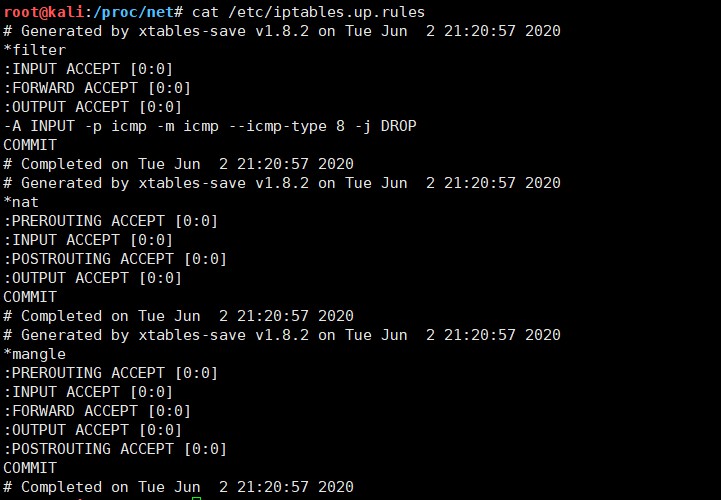 root@kali:/proc/net# cat /etc/iptables.up.rules
# Generated by xtables-save v1.8.2 on Tue Jun  2 21:20:57 2020
*filter
:INPUT ACCEPT [0:0]
:FORWARD ACCEPT [0:0]
:OUTPUT ACCEPT [0:0]
-A INPUT -p icmp -m icmp --icmp-type 8 -j DROP
COMMIT
# Completed on Tue Jun  2 21:20:57 2020
# Generated by xtables-save v1.8.2 on Tue Jun  2 21:20:57 2020
*nat
:PREROUTING ACCEPT [0:0]
:INPUT ACCEPT [0:0]
:POSTROUTING ACCEPT [0:0]
:OUTPUT ACCEPT [0:0]
COMMIT
# Completed on Tue Jun  2 21:20:57 2020
# Generated by xtables-save v1.8.2 on Tue Jun  2 21:20:57 2020
*mangle
:PREROUTING ACCEPT [0:0]
:INPUT ACCEPT [0:0]
:FORWARD ACCEPT [0:0]
:OUTPUT ACCEPT [0:0]
:POSTROUTING ACCEPT [0:0]
COMMIT
# Completed on Tue Jun  2 21:20:57 2020